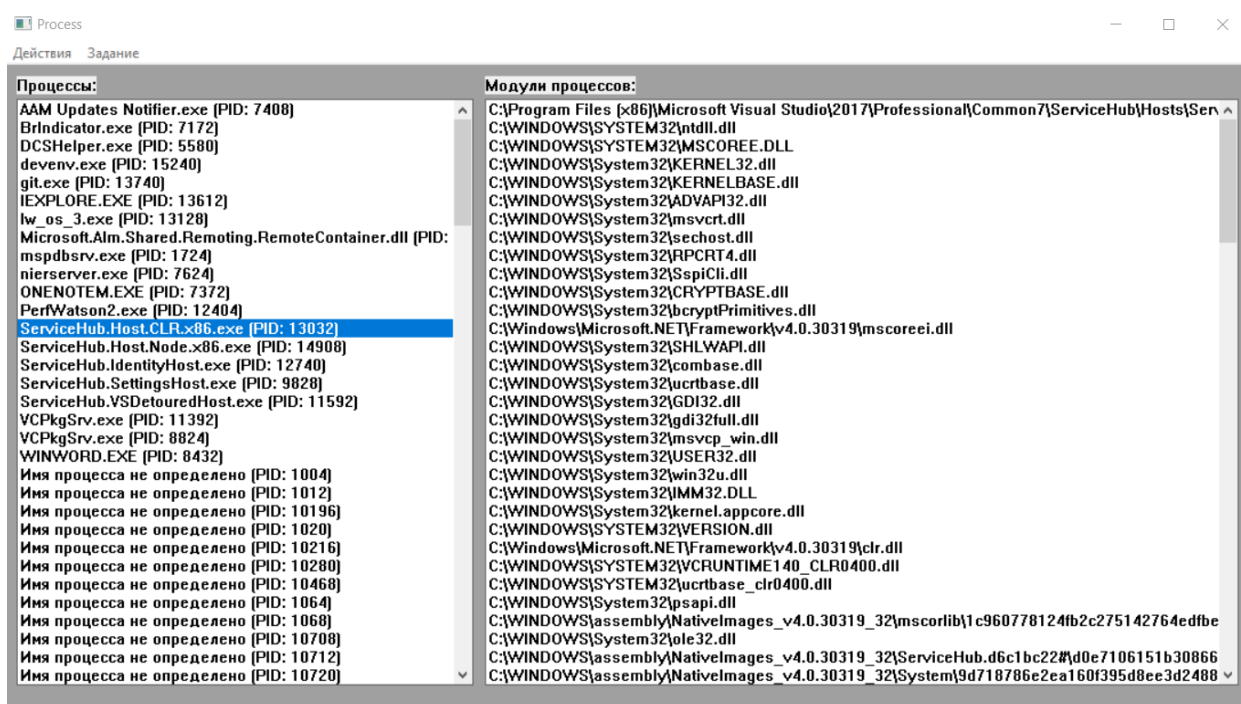 Process
Действия Задание
Процессы:
AAM Updates Notifier.exe (PID: 7408)
BrIndicator.exe (PID: 7172)
DCSHelper.exe (PID: 5580)
devenv.exe (PID: 15240)
git.exe (PID: 13740)
IEXPLORE.EXE (PID: 13612)
lw_os_3.exe (PID: 13128)
Microsoft.Alm.Shared.Remoting.RemoteContainer.dll (PID:
mspdbsrv.exe (PID: 1724)
nierserver.exe (PID: 7624)
ONENOTEM.EXE (PID: 7372)
PerfWatson2.exe (PID: 12404)
ServiceHub.Host.CLR.x86.exe (PID: 13032)
ServiceHub.Host.Node.x86.exe (PID: 14908)
ServiceHub.IdentityHost.exe (PID: 12740)
ServiceHub.SettingsHost.exe (PID: 9828)
ServiceHub.VSDetouredHost.exe (PID: 11592)
VCPkgSrv.exe (PID: 11392)
VCPkgSrv.exe (PID: 8824)
WINWORD.EXE (PID: 8432)
Имя процесса не определено (PID: 1004)
Имя процесса не определено (PID: 1012)
Имя процесса не определено (PID: 10196)
Имя процесса не определено (PID: 1020)
Имя процесса не определено (PID: 10216)
Имя процесса не определено (PID: 10280)
Имя процесса не определено (PID: 10468)
Имя процесса не определено (PID: 1064)
Имя процесса не определено (PID: 1068)
Имя процесса не определено (PID: 10708)
Имя процесса не определено (PID: 10712)
Имя процесса не определено (PID: 10720)
Модули процессов:
C:\Program Files (x86)\Microsoft Visual Studio\2017\Professional\Common7\ServiceHub\Hosts\Serv
C:\WINDOWS\SYSTEM32\ntdll.dll
C:\WINDOWS\SYSTEM32\MSCOREE.DLL
C:\WINDOWS\System32\KERNEL32.dll
C:\WINDOWS\System32\KERNELBASE.dll
C:\WINDOWS\System32\ADVAPI32.dll
C:\WINDOWS\System32\msvcrt.dll
C:\WINDOWS\System32\sechost.dll
C:\WINDOWS\System32\RPCRT4.dll
C:\WINDOWS\System32\SspiCli.dll
C:\WINDOWS\System32\CRYPTBASE.dll
C:\WINDOWS\System32\bcryptPrimitives.dll
C:\Windows\Microsoft.NET\Framework\v4.0.30319\mscoreei.dll
C:\WINDOWS\System32\SHLWAPI.dll
C:\WINDOWS\System32\combase.dll
C:\WINDOWS\System32\ucrtbase.dll
C:\WINDOWS\System32\GDI32.dll
C:\WINDOWS\System32\gdi32full.dll
C:\WINDOWS\System32\msvcp_win.dll
C:\WINDOWS\System32\USER32.dll
C:\WINDOWS\System32\win32u.dll
C:\WINDOWS\System32\IMM32.DLL
C:\WINDOWS\System32\kernel.appcore.dll
C:\WINDOWS\SYSTEM32\VERSION.dll
C:\Windows\Microsoft.NET\Framework\v4.0.30319\clr.dll
C:\WINDOWS\SYSTEM32\VCRUNTIME140_CLR0400.dll
C:\WINDOWS\SYSTEM32\ucrtbase_clr0400.dll
C:\WINDOWS\System32\psapi.dll
C:\WINDOWS\assembly\NativeImages_v4.0.30319_32\mscorlib\1c960778124fb2c275142764edfbe
C:\WINDOWS\System32\ole32.dll
C:\WINDOWS\assembly\NativeImages_v4.0.30319_32\ServiceHub.d6c1bc22#\d0e7106151b30866
C:\WINDOWS\assembly\NativeImages_v4.0.30319_32\System\9d718786e2ea160f395d8ee3d2488